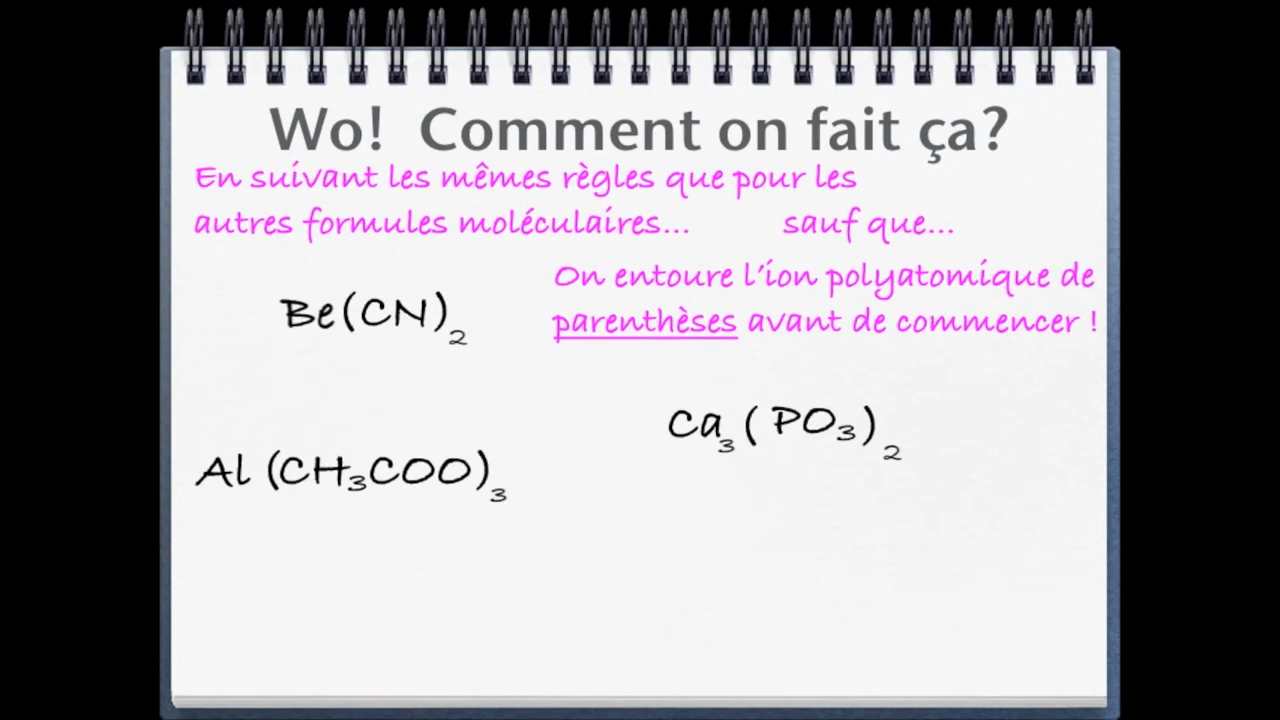 Wo! Comment on fait ça?
En suivant les mêmes règles que pour les
autres formules moléculaires... sauf que...
On entoure l'ion polyatomique de
parenthèses avant de commencer !
Be(CN)₂
Ca₃(PO₃)₂
Al(CH₃COO)₃